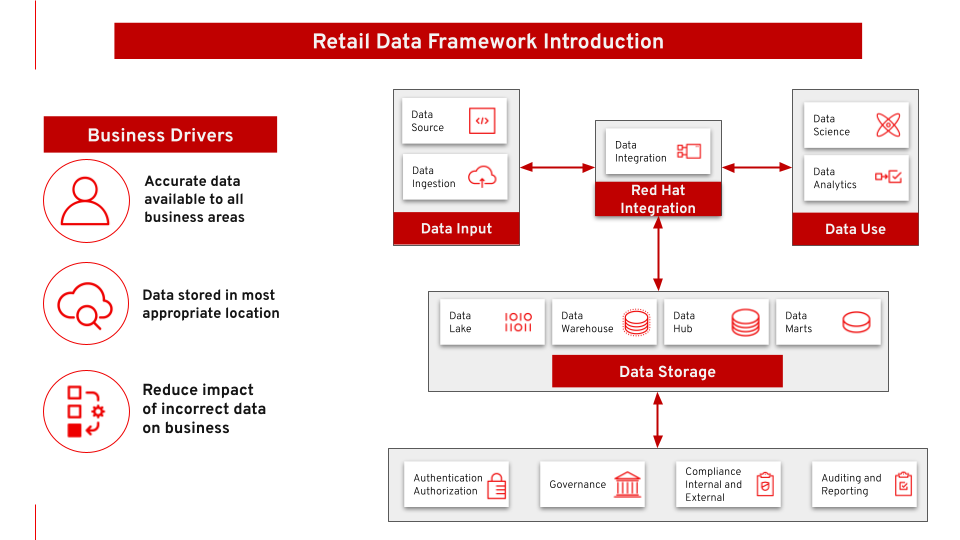 Retail Data Framework Introduction
Business Drivers
Accurate data
available to all
business areas
Data stored in most
appropriate location
Reduce impact
of incorrect data
on business
Data
Source
</>
Data
Ingestion
Data Input
Data
Integration
Red Hat
Integration
Data
Science
Data
Analytics
Data Use
Data
Lake
1010
11011
Data
Warehouse
Data
Hub
Data
Marts
Data Storage
Authentication
Authorization
Governance
Compliance
Internal and
External
Auditing and
Reporting